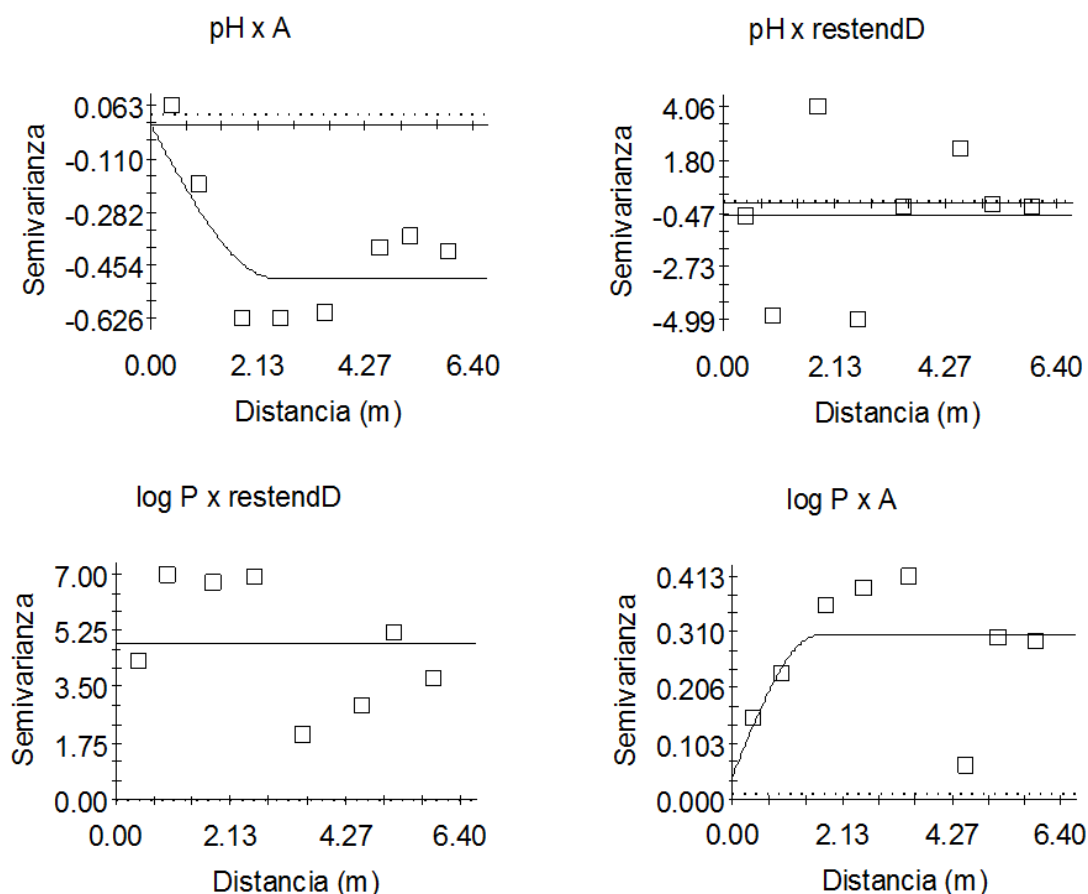 pH x A
Semivarianza
0.063
-0.110
-0.282
-0.454
-0.626
0.00 2.13 4.27 6.40
Distancia (m)
pH x restendD
Semivarianza
4.06
1.80
-0.47
-2.73
-4.99
0.00 2.13 4.27 6.40
Distancia (m)
log P x restendD
Semivarianza
7.00
5.25
3.50
1.75
0.00
0.00 2.13 4.27 6.40
Distancia (m)
log P x A
Semivarianza
0.413
0.310
0.206
0.103
0.000
0.00 2.13 4.27 6.40
Distancia (m)